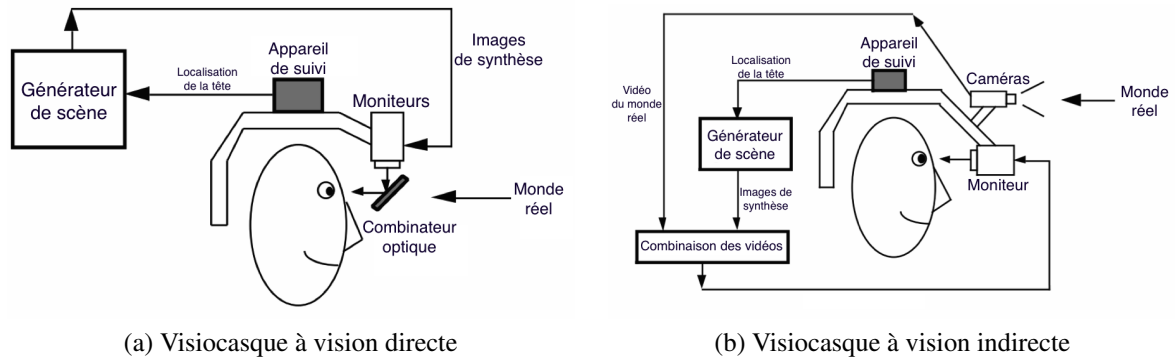 Générateur
de scène
Localisation
de la tête
Appareil
de suivi
Moniteurs
Images
de synthèse
Monde
réel
Combinateur
optique
(a) Visiocasque à vision directe
Vidéo
du monde
réel
Localisation
de la tête
Appareil
de suivi
Caméras
Monde
réel
Générateur
de scène
Moniteur
Images de
synthèse
Combinaison des vidéos
(b) Visiocasque à vision indirecte